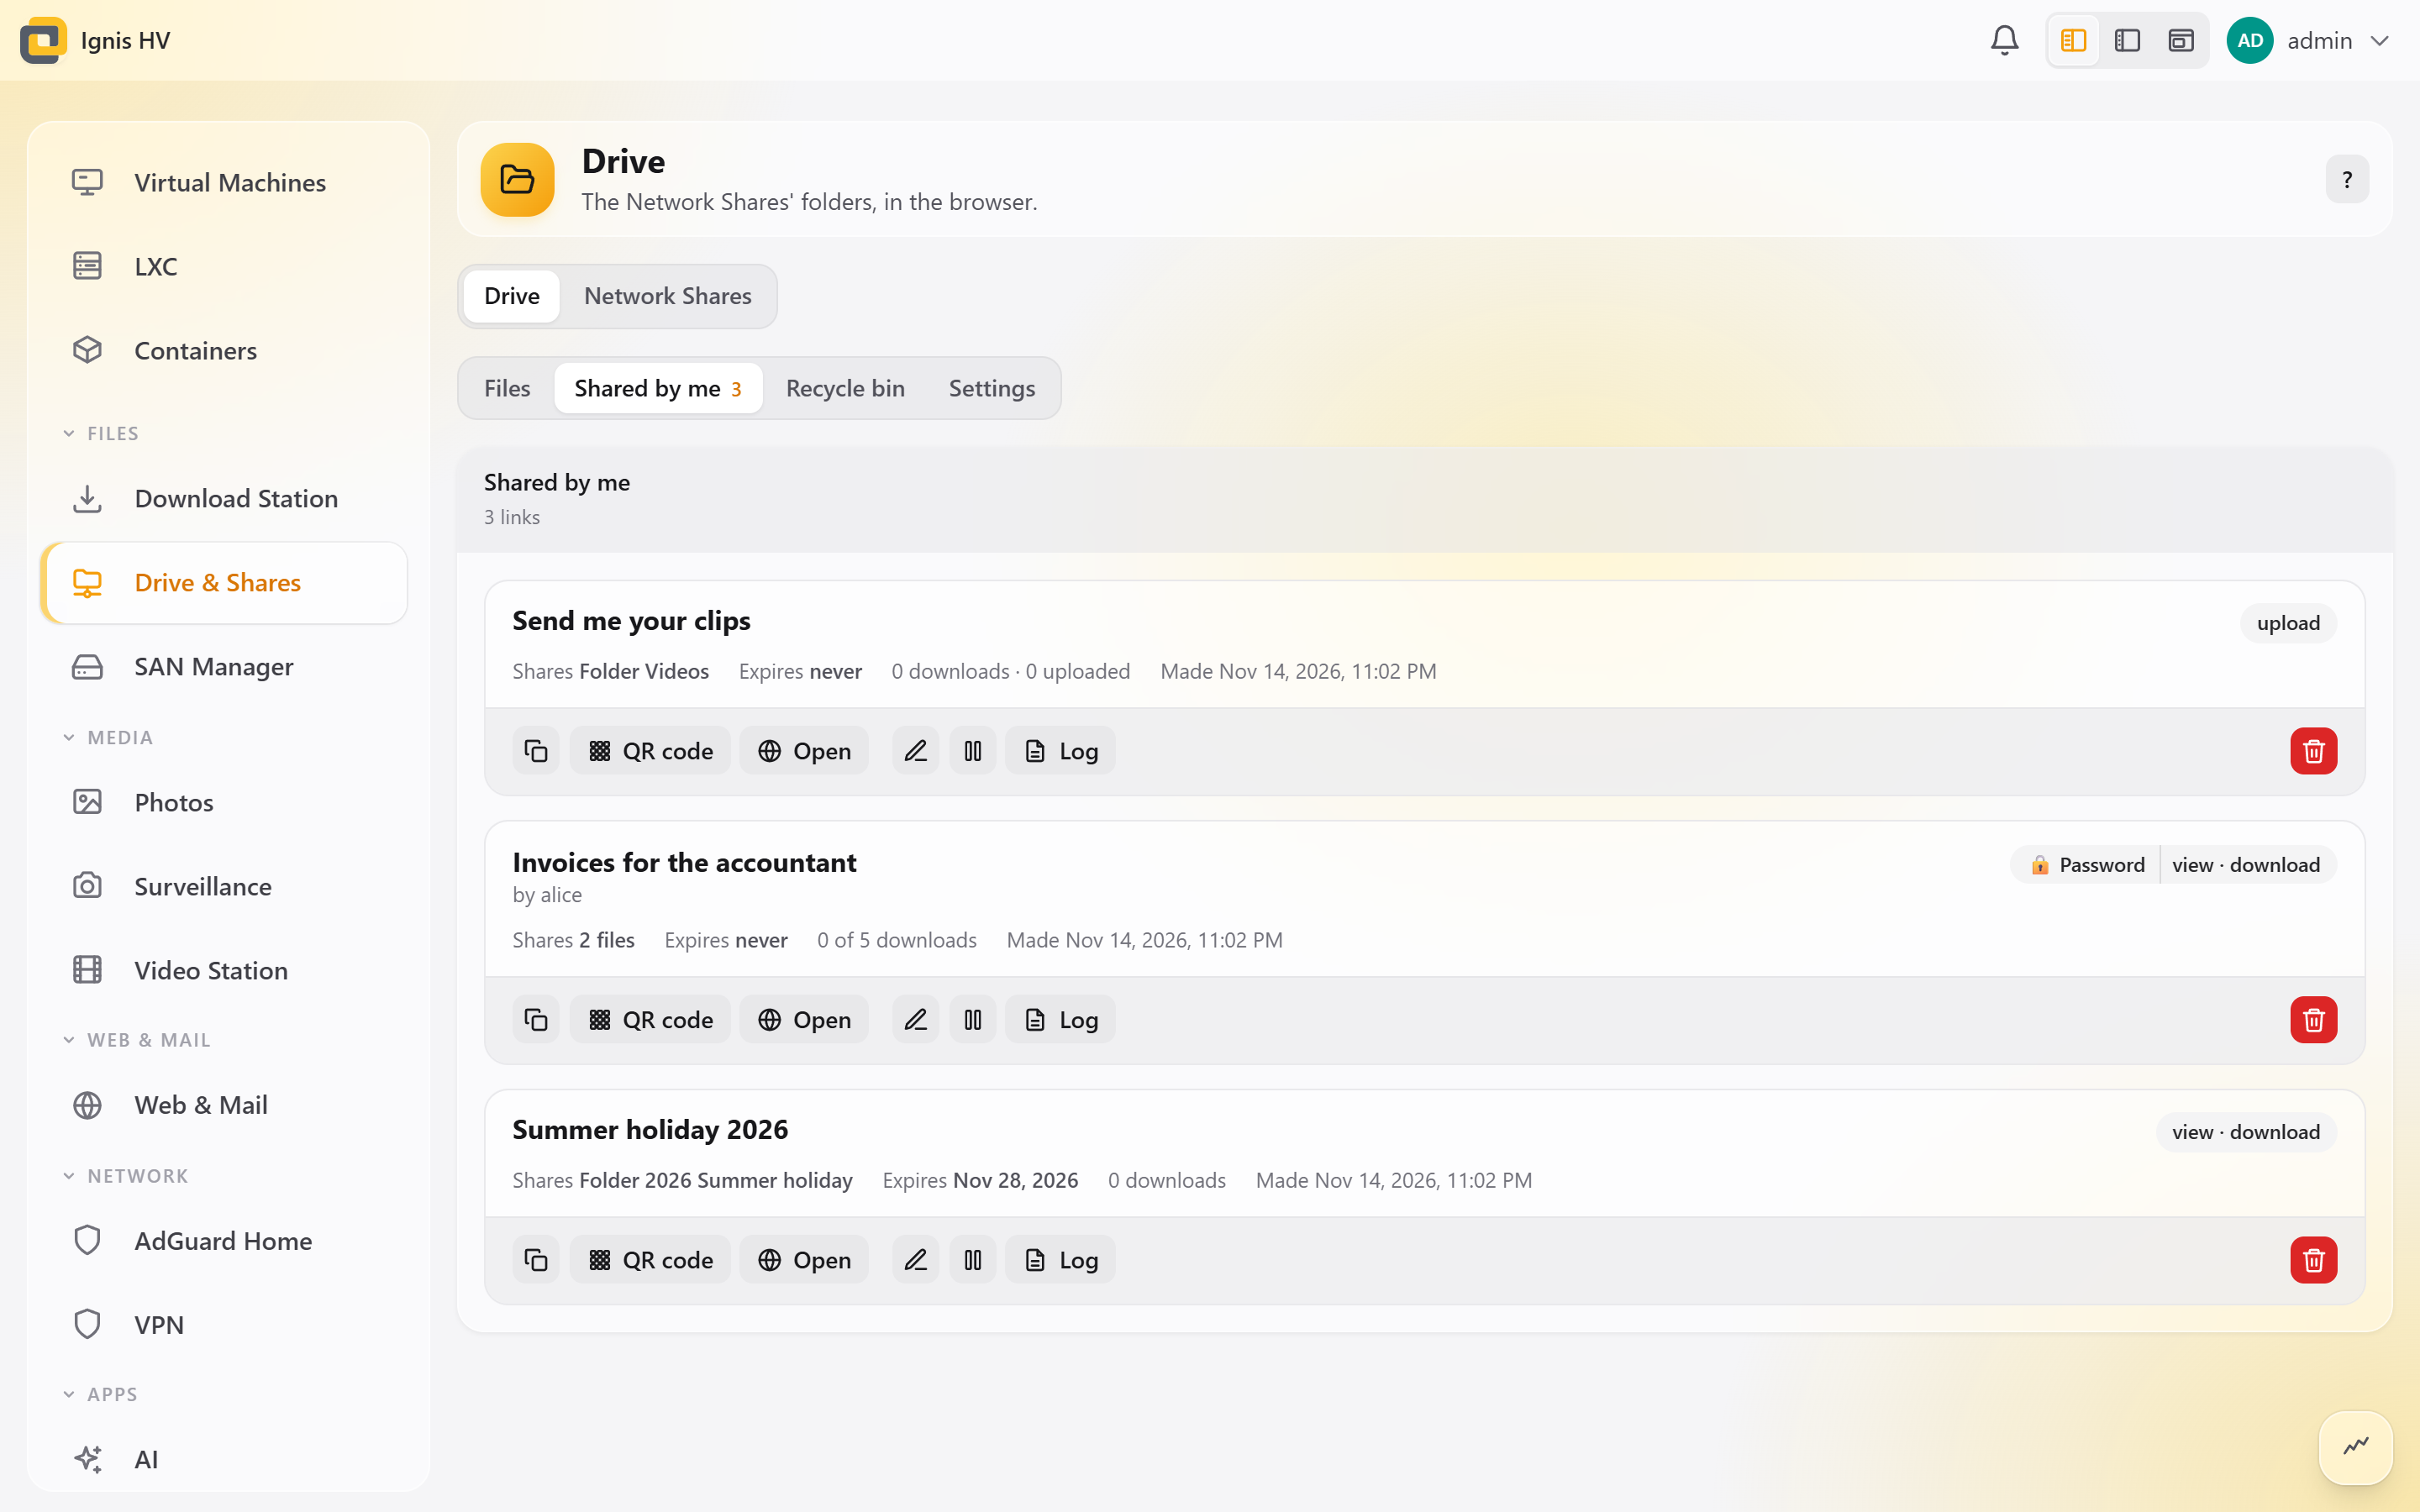 Ignis HV
AD admin
Virtual Machines
LXC
Containers
FILES
Download Station
Drive & Shares
SAN Manager
MEDIA
Photos
Surveillance
Video Station
WEB & MAIL
Web & Mail
NETWORK
AdGuard Home
VPN
APPS
AI
Drive
The Network Shares' folders, in the browser.
?
Drive Network Shares
Files Shared by me 3 Recycle bin Settings
Shared by me
3 links
Send me your clips
upload
Shares Folder Videos Expires never 0 downloads · 0 uploaded Made Nov 14, 2026, 11:02 PM
QR code Open Log
Invoices for the accountant
Password view · download
by alice
Shares 2 files Expires never 0 of 5 downloads Made Nov 14, 2026, 11:02 PM
QR code Open Log
Summer holiday 2026
view · download
Shares Folder 2026 Summer holiday Expires Nov 28, 2026 0 downloads Made Nov 14, 2026, 11:02 PM
QR code Open Log